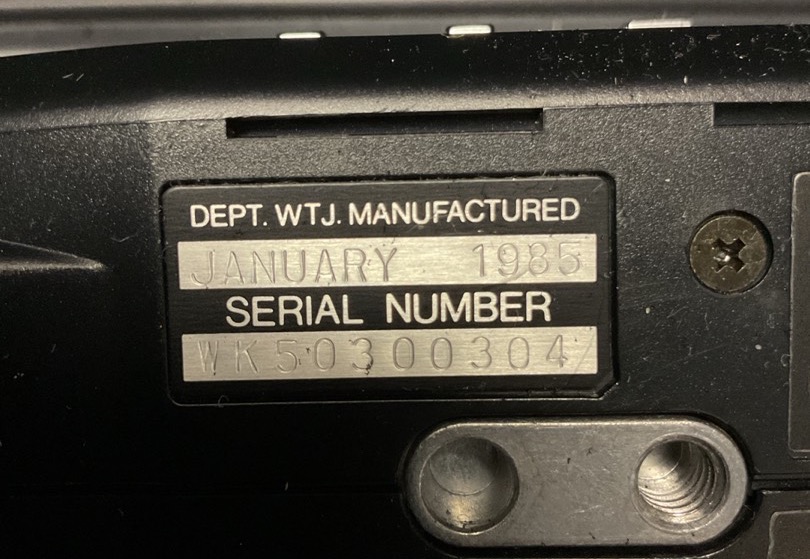 DEPT. WTJ. MANUFACTURED
JANUARY 1985
SERIAL NUMBER
WK50300304